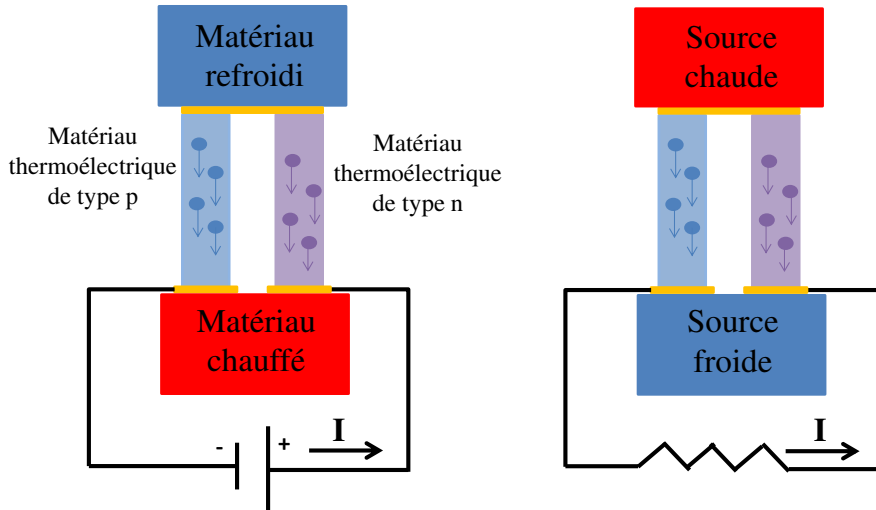 Matériau
refroidi
Matériau
thermoélectrique
de type p
Matériau
thermoélectrique
de type n
Matériau
chauffé
-
+
I
Source
chaude
Source
froide
I